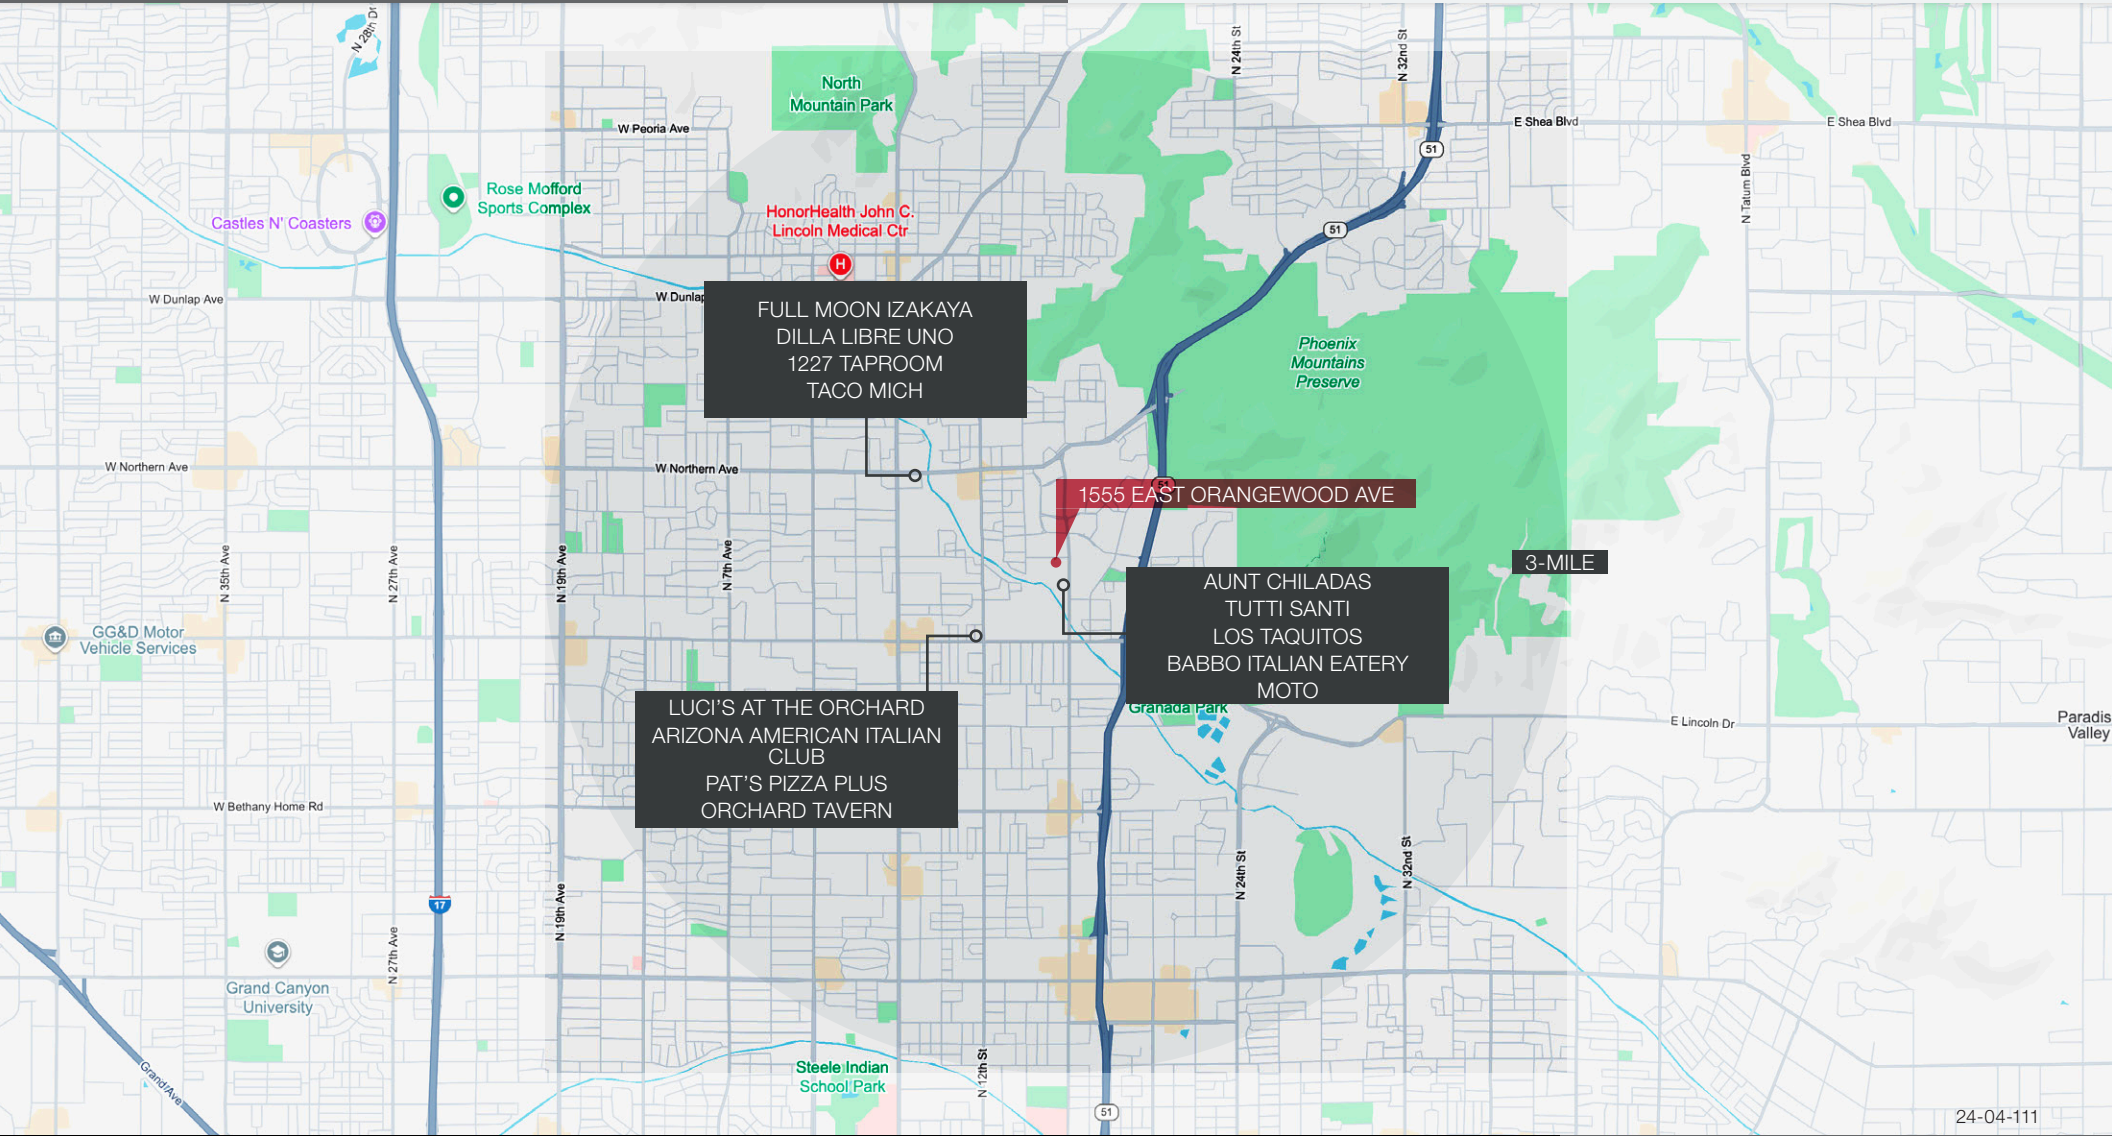 N 28th Dr
N 24th St
N 32nd St
North
Mountain Park
W Peoria Ave
E Shea Blvd
E Shea Blvd
51
Rose Mofford
Sports Complex
Castles N' Coasters
HonorHealth John C.
Lincoln Medical Ctr
H
N Tatum Blvd
51
W Dunlap Ave
W Dunlap
FULL MOON IZAKAYA
DILLA LIBRE UNO
1227 TAPROOM
TACO MICH
Phoenix
Mountains
Preserve
W Northern Ave
W Northern Ave
51
1555 EAST ORANGEWOOD AVE
N 35th Ave
N 27th Ave
N 19th Ave
N 7th Ave
3-MILE
AUNT CHILADAS
TUTTI SANTI
LOS TAQUITOS
BABBO ITALIAN EATERY
MOTO
GG&D Motor
Vehicle Services
Granada Park
LUCI'S AT THE ORCHARD
ARIZONA AMERICAN ITALIAN
CLUB
PAT'S PIZZA PLUS
ORCHARD TAVERN
E Lincoln Dr
Paradis
Valley
W Bethany Home Rd
N 24th St
N 32nd St
17
N 19th Ave
N 27th Ave
Grand Canyon
University
Grand Ave
Steele Indian
School Park
N 12th St
51
24-04-111